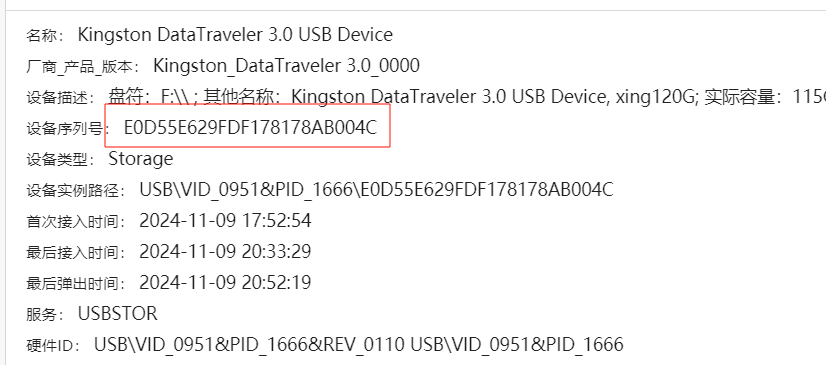 名称： Kingston DataTraveler 3.0 USB Device
厂商_产品_版本： Kingston_DataTraveler 3.0_0000
设备描述： 盘符：F:\\ ; 其他名称：Kingston DataTraveler 3.0 USB Device, xing120G; 实际容量：115
设备序列号： E0D55E629FDF178178AB004C
设备类型： Storage
设备实例路径： USB\VID_0951&PID_1666\E0D55E629FDF178178AB004C
首次接入时间： 2024-11-09 17:52:54
最后接入时间： 2024-11-09 20:33:29
最后弹出时间： 2024-11-09 20:52:19
服务： USBSTOR
硬件ID： USB\VID_0951&PID_1666&REV_0110 USB\VID_0951&PID_1666